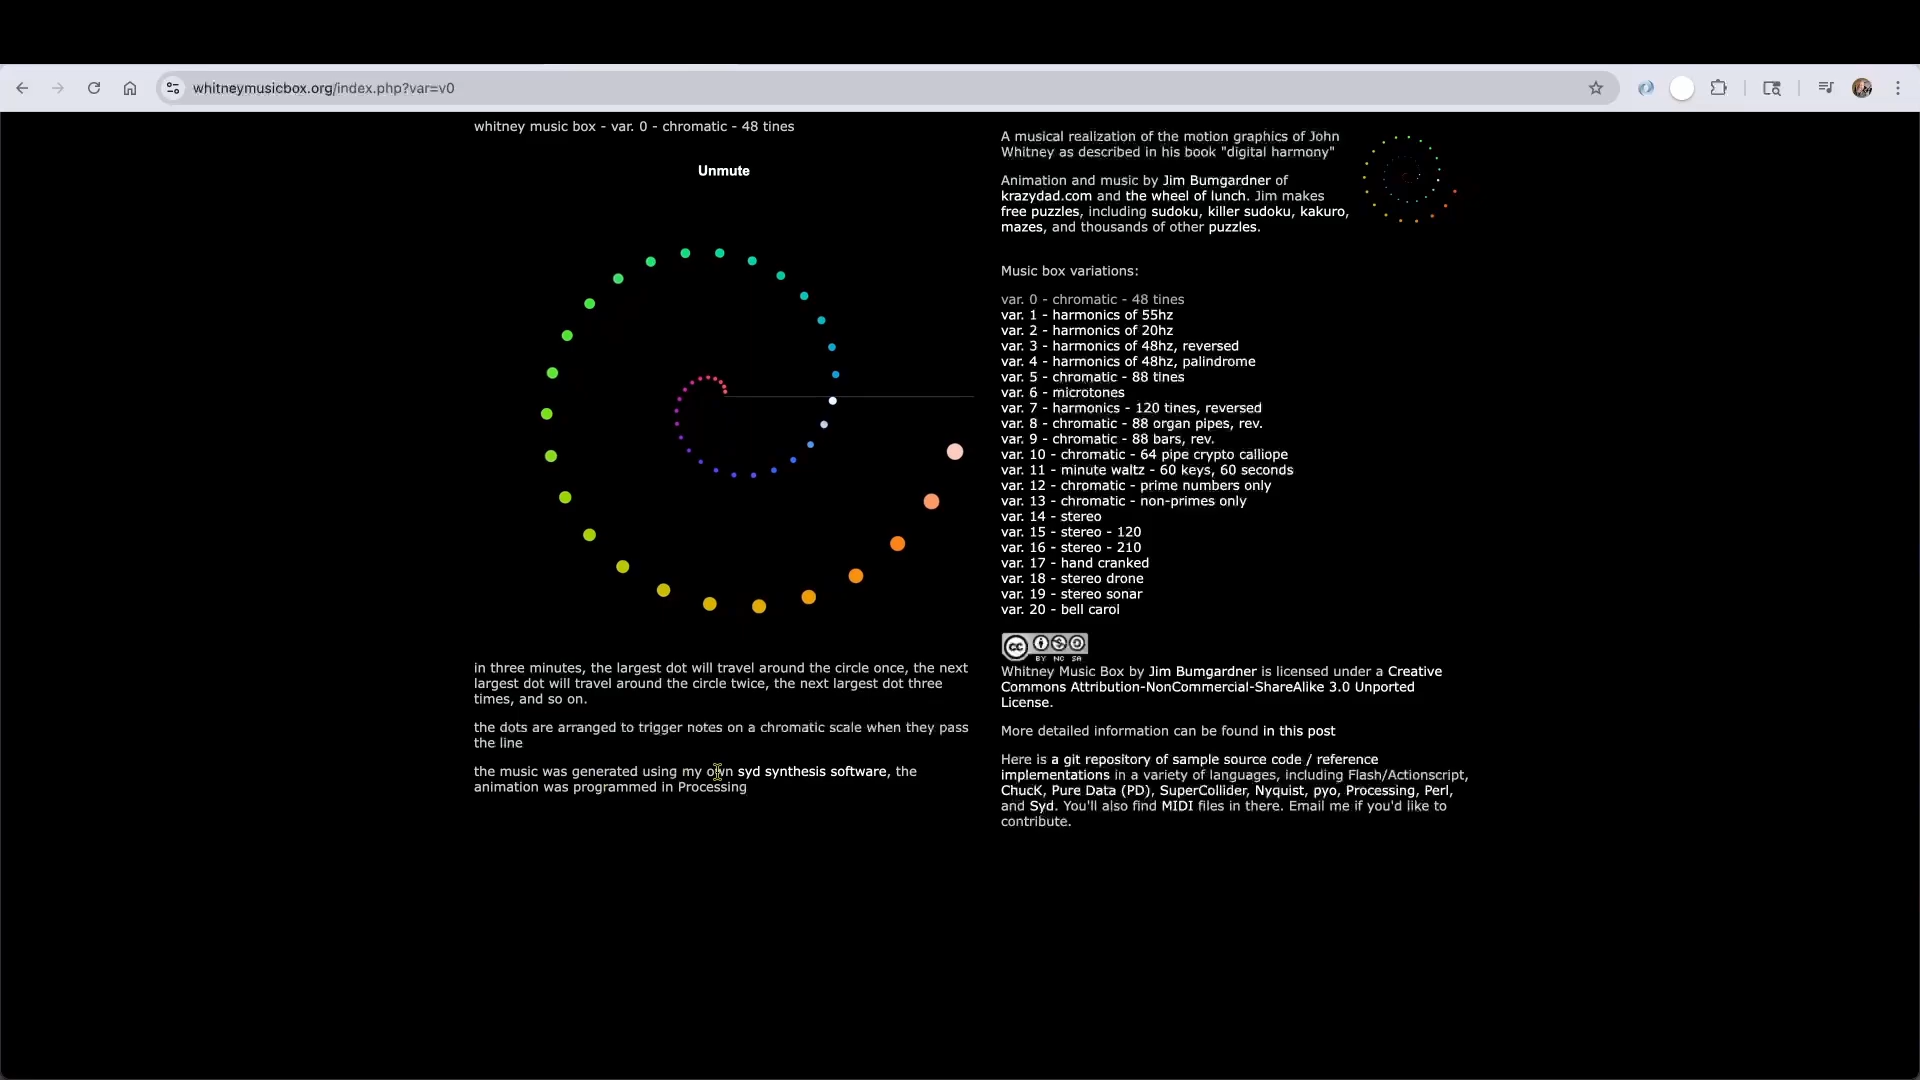 whitneymusicbox.org/index.php?var=v0
whitney music box - var. 0 - chromatic - 48 tines
Unmute
in three minutes, the largest dot will travel around the circle once, the next
largest dot will travel around the circle twice, the next largest dot three
times, and so on.
the dots are arranged to trigger notes on a chromatic scale when they pass
the line
the music was generated using my own syd synthesis software, the
animation was programmed in Processing
A musical realization of the motion graphics of John
Whitney as described in his book "digital harmony"
Animation and music by Jim Bumgardner of
krazydad.com and the wheel of lunch. Jim makes
free puzzles, including sudoku, killer sudoku, kakuro,
mazes, and thousands of other puzzles.
Music box variations:
var. 0 - chromatic - 48 tines
var. 1 - harmonics of 55hz
var. 2 - harmonics of 20hz
var. 3 - harmonics of 48hz, reversed
var. 4 - harmonics of 48hz, palindrome
var. 5 - chromatic - 88 tines
var. 6 - microtones
var. 7 - harmonics - 120 tines, reversed
var. 8 - chromatic - 88 organ pipes, rev.
var. 9 - chromatic - 88 bars, rev.
var. 10 - chromatic - 64 pipe crypto calliope
var. 11 - minute waltz - 60 keys, 60 seconds
var. 12 - chromatic - prime numbers only
var. 13 - chromatic - non-primes only
var. 14 - stereo
var. 15 - stereo - 120
var. 16 - stereo - 210
var. 17 - hand cranked
var. 18 - stereo drone
var. 19 - stereo sonar
var. 20 - bell carol
cc BY NC SA
Whitney Music Box by Jim Bumgardner is licensed under a Creative
Commons Attribution-NonCommercial-ShareAlike 3.0 Unported
License.
More detailed information can be found in this post
Here is a git repository of sample source code / reference
implementations in a variety of languages, including Flash/Actionscript,
ChucK, Pure Data (PD), SuperCollider, Nyquist, pyo, Processing, Perl,
and Syd. You'll also find MIDI files in there. Email me if you'd like to
contribute.